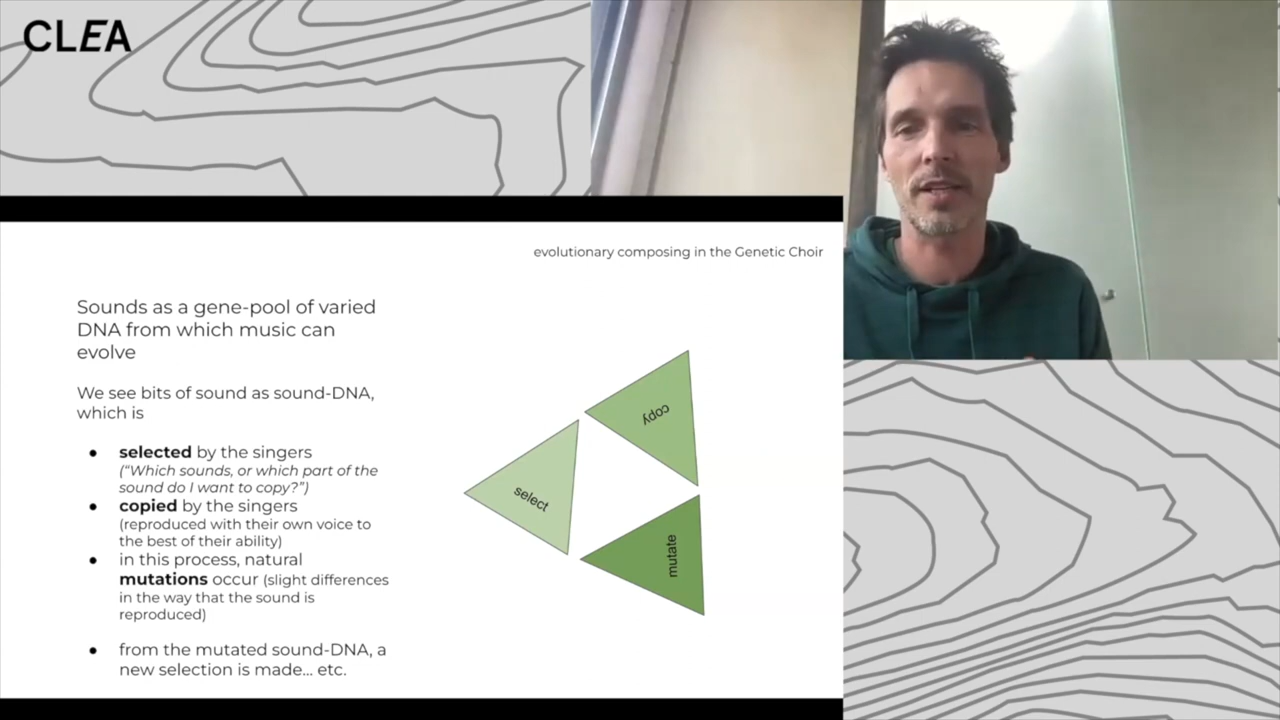 CLEA
evolutionary composing in the Genetic Choir
Sounds as a gene-pool of varied
DNA from which music can
evolve
We see bits of sound as sound-DNA,
which is
● selected by the singers
(“Which sounds, or which part of the
sound do I want to copy?”)
● copied by the singers
(reproduced with their own voice to
the best of their ability)
● in this process, natural
mutations occur (slight differences
in the way that the sound is
reproduced)
● from the mutated sound-DNA, a
new selection is made... etc.
copy
select
mutate